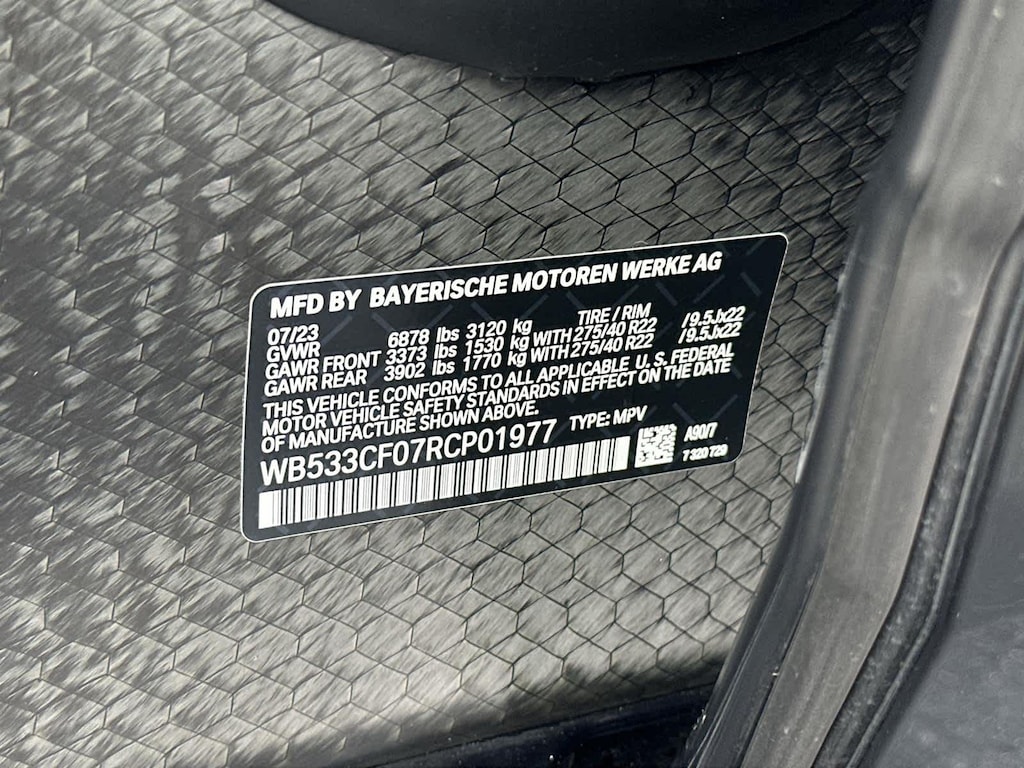 MFD BY BAYERISCHE MOTOREN WERKE AG
07/23 TIRE / RIM
GVWR 6878 lbs 3120 kg
GAWR FRONT 3373 lbs 1530 kg WITH 275/40 R22 /9.5Jx22
GAWR REAR 3902 lbs 1770 kg WITH 275/40 R22 /9.5Jx22
THIS VEHICLE CONFORMS TO ALL APPLICABLE U. S. FEDERAL
MOTOR VEHICLE SAFETY STANDARDS IN EFFECT ON THE DATE
OF MANUFACTURE SHOWN ABOVE.
WB533CF07RCP01977 TYPE: MPV
A90/7
7 320 729